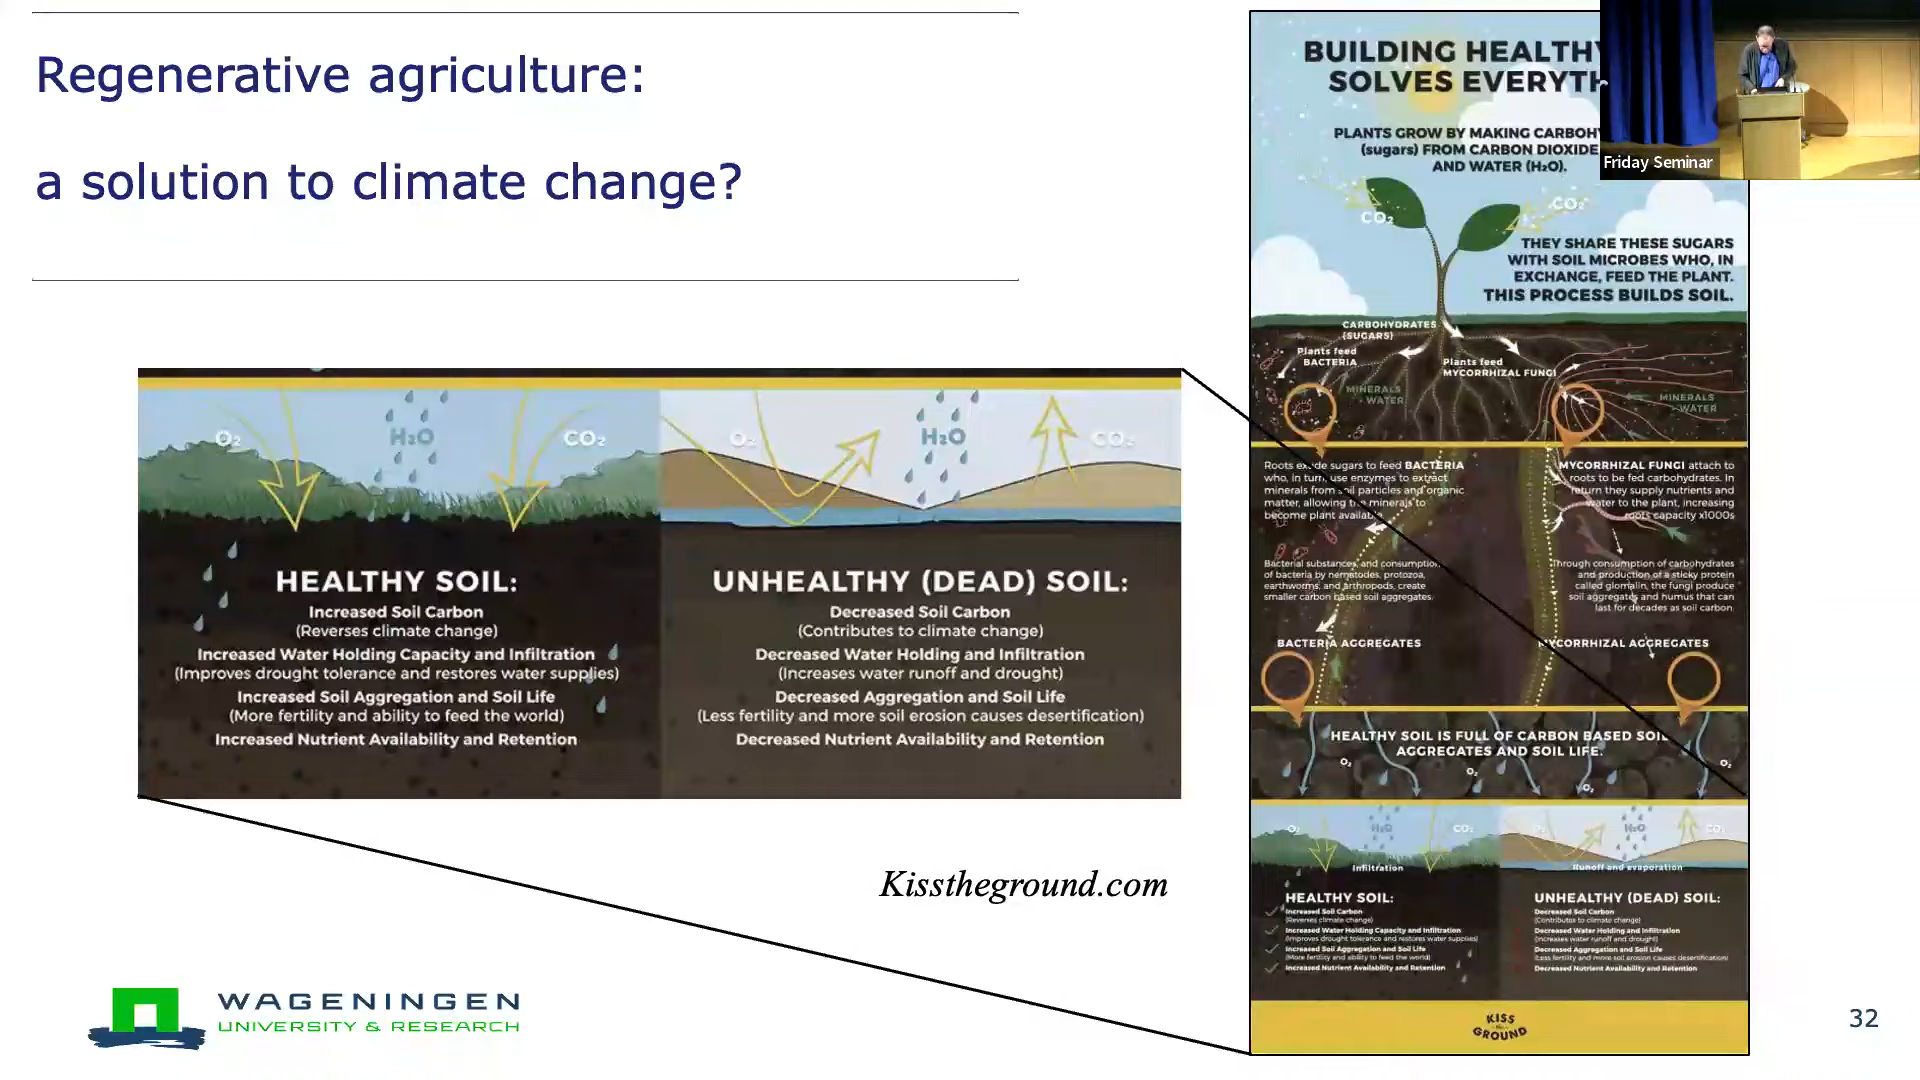 Regenerative agriculture:
a solution to climate change?
O₂
H₂O
CO₂
O₂
H₂O
CO₂
HEALTHY SOIL:
Increased Soil Carbon
(Reverses climate change)
Increased Water Holding Capacity and Infiltration
(Improves drought tolerance and restores water supplies)
Increased Soil Aggregation and Soil Life
(More fertility and ability to feed the world)
Increased Nutrient Availability and Retention
UNHEALTHY (DEAD) SOIL:
Decreased Soil Carbon
(Contributes to climate change)
Decreased Water Holding and Infiltration
(Increases water runoff and drought)
Decreased Aggregation and Soil Life
(Less fertility and more soil erosion causes desertification)
Decreased Nutrient Availability and Retention
Kisstheground.com
WAGENINGEN
UNIVERSITY & RESEARCH
BUILDING HEALTHY
SOLVES
PLANTS GROW BY MAKING
(sugars) FROM CARBON DIOXIDE
AND WATER (H₂O).
CO₂
CO₂
THEY SHARE THESE SUGARS
WITH SOIL MICROBES WHO, IN
EXCHANGE, FEED THE PLANT.
THIS PROCESS BUILDS SOIL.
CARBOHYDRATES
(SUGARS)
Plants feed
BACTERIA
Plants feed
MYCORRHIZAL FUNGI
MINERALS
WATER
MINERALS
WATER
Roots exude sugars to feed BACTERIA
who, in turn, use enzymes to extract
minerals from soil particles and organic
matter, allowing the minerals to
become plant available.
MYCORRHIZAL FUNGI attach to
roots to be fed carbohydrates. In
return they supply nutrients and
water to the plant, increasing
roots capacity x1000s
Bacterial substances, and consumption
of bacteria by nematodes, protozoa,
earthworms, and arthropods, create
smaller carbon based soil aggregates.
Through consumption of carbohydrates
and production of a sticky protein
called glomalin, the fungi produce
soil aggregates and humus that can
last for decades as soil carbon.
BACTERIA AGGREGATES
MYCORRHIZAL AGGREGATES
HEALTHY SOIL IS FULL OF CARBON BASED SOIL
AGGREGATES AND SOIL LIFE.
O₂
O₂
O₂
O₂
O₂
H₂O
CO₂
H₂O
CO₂
Infiltration
Runoff and evaporation
HEALTHY SOIL:
Increased Soil Carbon
(Reverses climate change)
Increased Water Holding Capacity and Infiltration
(Improves drought tolerance and restores water supplies)
Increased Soil Aggregation and Soil Life
(More fertility and ability to feed the world)
Increased Nutrient Availability and Retention
UNHEALTHY (DEAD) SOIL:
Decreased Soil Carbon
(Contributes to climate change)
Decreased Water Holding and Infiltration
(Increases water runoff and drought)
Decreased Aggregation and Soil Life
(Less fertility and more soil erosion causes desertification)
Decreased Nutrient Availability and Retention
KISS
the
GROUND
Friday Seminar
32